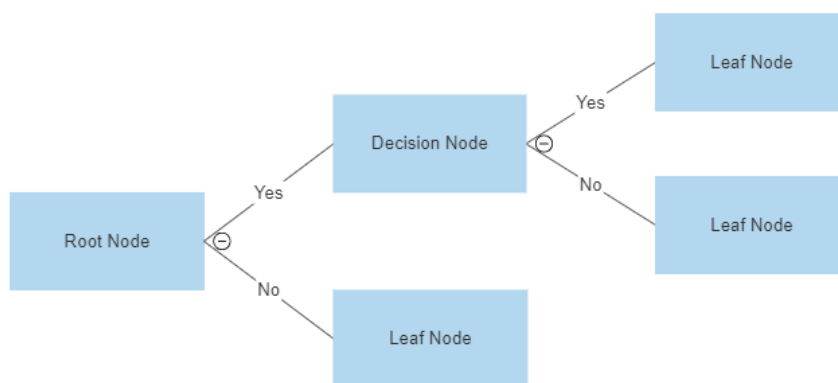 Leaf Node
Yes
Decision Node
No
Yes
Leaf Node
Root Node
No
Leaf Node